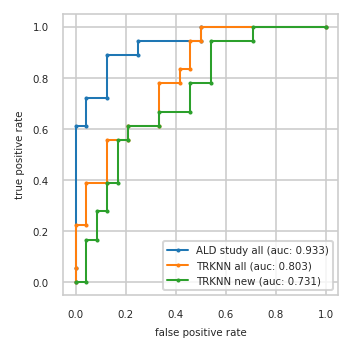 true positive rate
1.0
0.8
0.6
0.4
0.2
0.0
ALD study all (auc: 0.933)
TRKNN all (auc: 0.803)
TRKNN new (auc: 0.731)
0.0 0.2 0.4 0.6 0.8 1.0
false positive rate